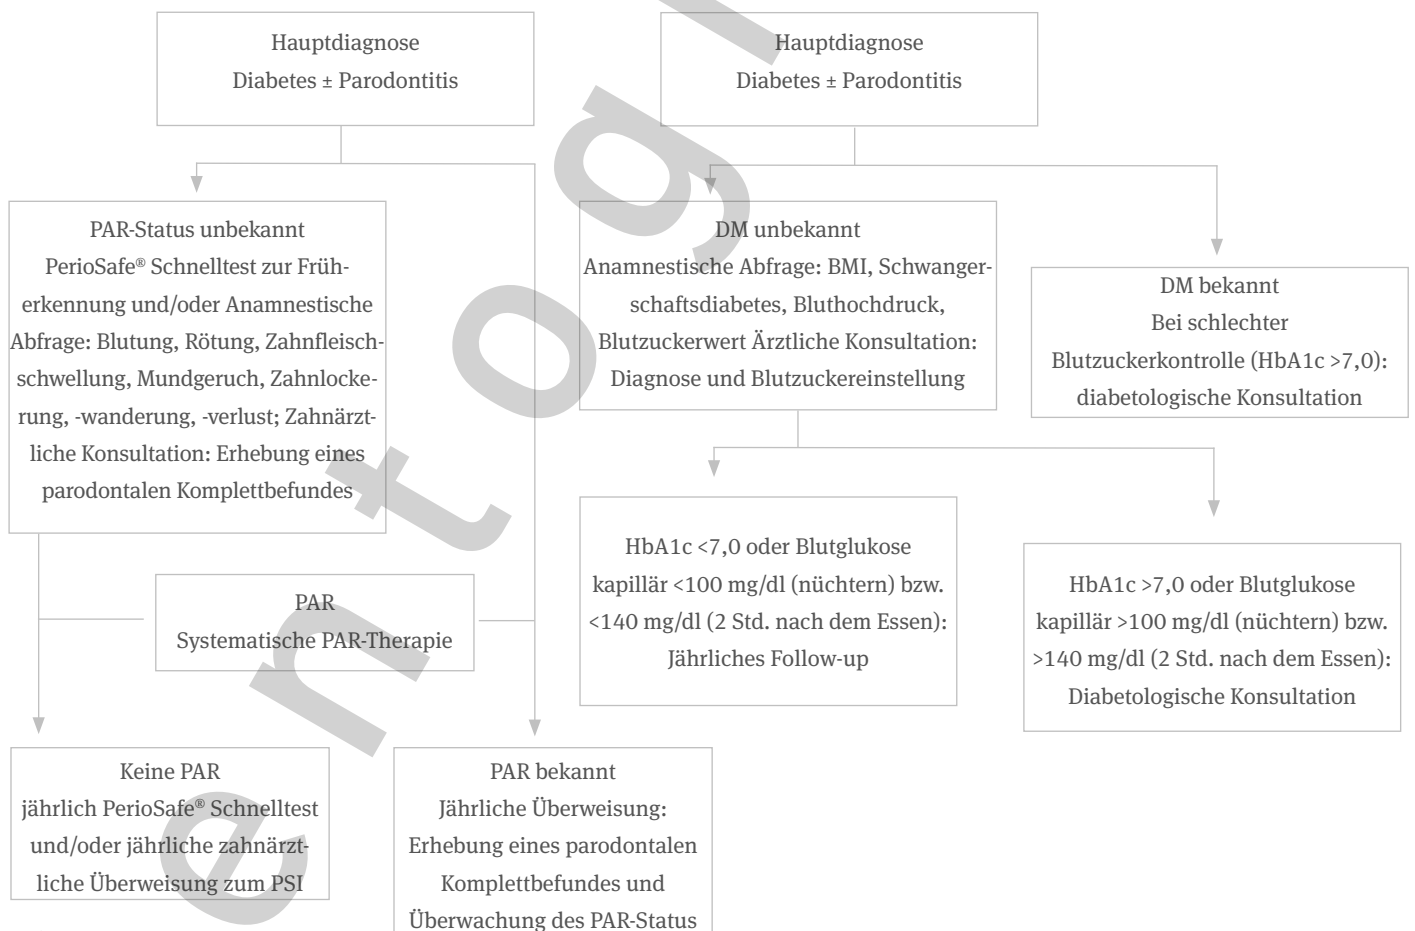 Hauptdiagnose
Diabetes ± Parodontitis
Hauptdiagnose
Diabetes ± Parodontitis
PAR-Status unbekannt
PerioSafe® Schnelltest zur Früh-
erkennung und/oder Anamnestische
Abfrage: Blutung, Rötung, Zahnfleisch-
schwellung, Mundgeruch, Zahnlocke-
rung, -wanderung, -verlust; Zahnärzt-
liche Konsultation: Erhebung eines
parodontalen Komplettbefundes
DM unbekannt
Anamnestische Abfrage: BMI, Schwanger-
schaftsdiabetes, Bluthochdruck,
Blutzuckerwert Ärztliche Konsultation:
Diagnose und Blutzuckereinstellung
DM bekannt
Bei schlechter
Blutzuckerkontrolle (HbA1c >7,0):
diabetologische Konsultation
PAR
Systematische PAR-Therapie
HbA1c <7,0 oder Blutglukose
kapillär <100 mg/dl (nüchtern) bzw.
<140 mg/dl (2 Std. nach dem Essen):
Jährliches Follow-up
HbA1c >7,0 oder Blutglukose
kapillär >100 mg/dl (nüchtern) bzw.
>140 mg/dl (2 Std. nach dem Essen):
Diabetologische Konsultation
Keine PAR
jährlich PerioSafe® Schnelltest
und/oder jährliche zahnärzt-
liche Überweisung zum PSI
PAR bekannt
Jährliche Überweisung:
Erhebung eines parodontalen
Komplettbefundes und
Überwachung des PAR-Status
entog